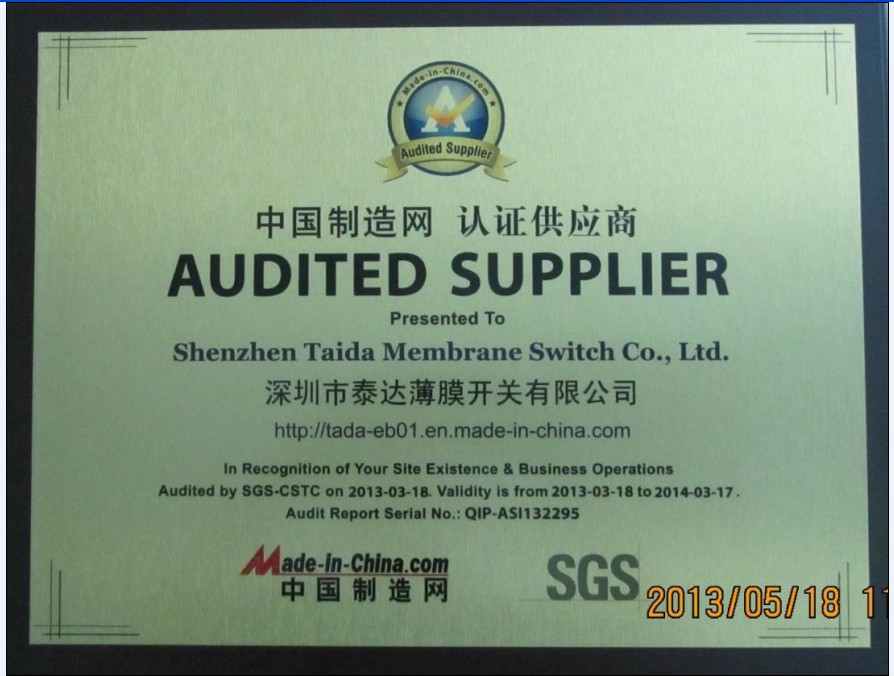 Made-in-China.com
Audited Supplier
中国制造网 认证供应商
AUDITED SUPPLIER
Presented To
Shenzhen Taida Membrane Switch Co., Ltd.
深圳市泰达薄膜开关有限公司
http://tada-eb01.en.made-in-china.com
In Recognition of Your Site Existence & Business Operations
Audited by SGS-CSTC on 2013-03-18. Validity is from 2013-03-18 to 2014-03-17.
Audit Report Serial No.: QIP-ASI132295
Made-in-China.com
中国制造网
SGS
2013/05/18 11